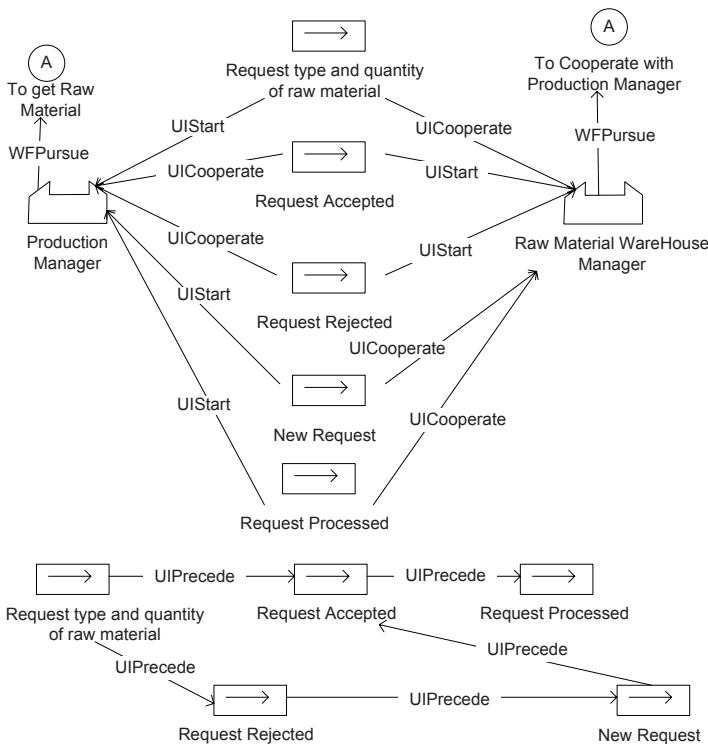 A
To get Raw
Material
WFPursue
Request type and quantity
of raw material
A
To Cooperate with
Production Manager
WFPursue
UIStart
UICooperate
UICooperate
UIStart
Request Accepted
Production
Manager
Raw Material WareHouse
Manager
UICooperate
UIStart
Request Rejected
UIStart
UICooperate
New Request
UIStart
UICooperate
Request Processed
UIPrecede
UIPrecede
Request type and quantity
of raw material
Request Accepted
Request Processed
UIPrecede
UIPrecede
UIPrecede
Request Rejected
New Request